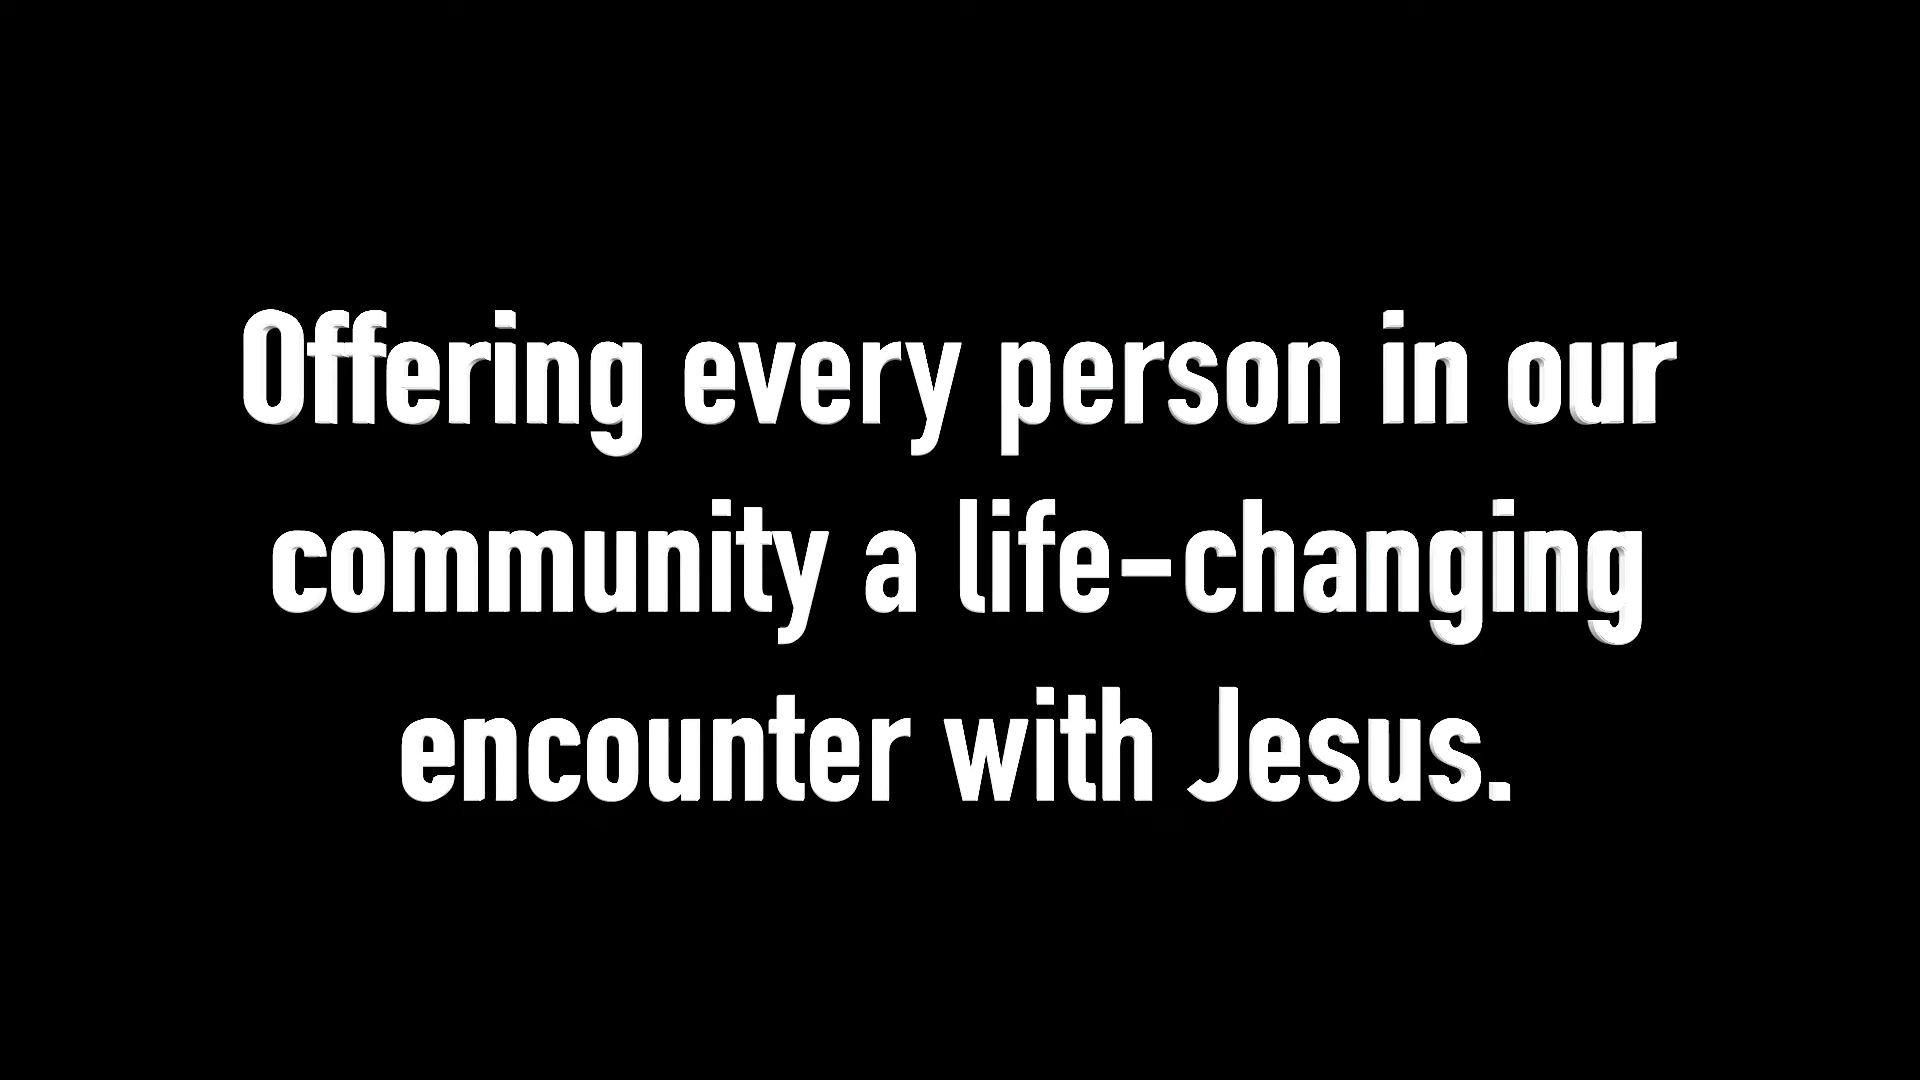 Offering every person in our
community a life-changing
encounter with Jesus.